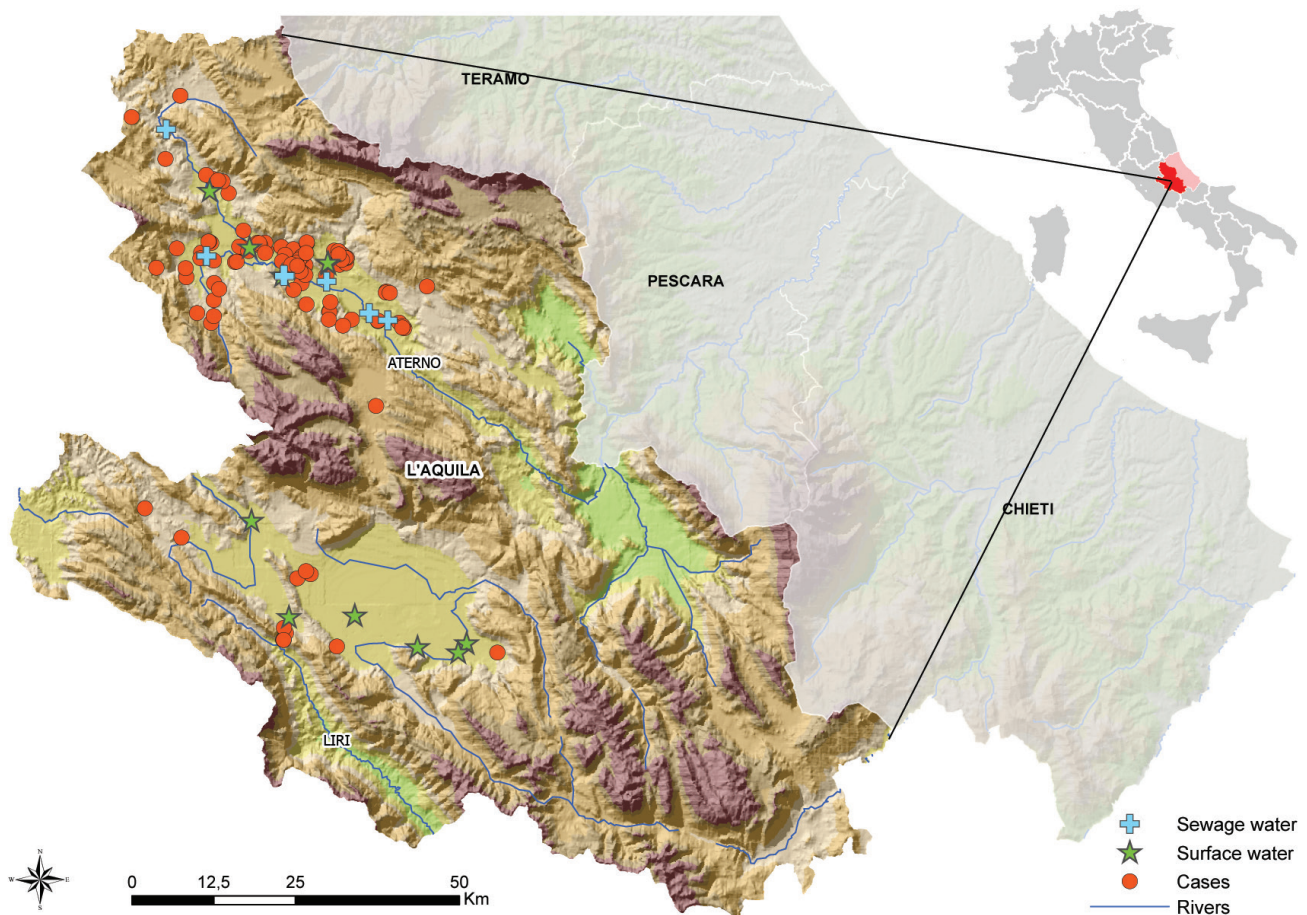 TERAMO
PESCARA
ATERNO
L'AQUILA
CHIETI
LIRI
Sewage water
Surface water
Cases
Rivers
N
W E
S
0 12,5 25 50
Km